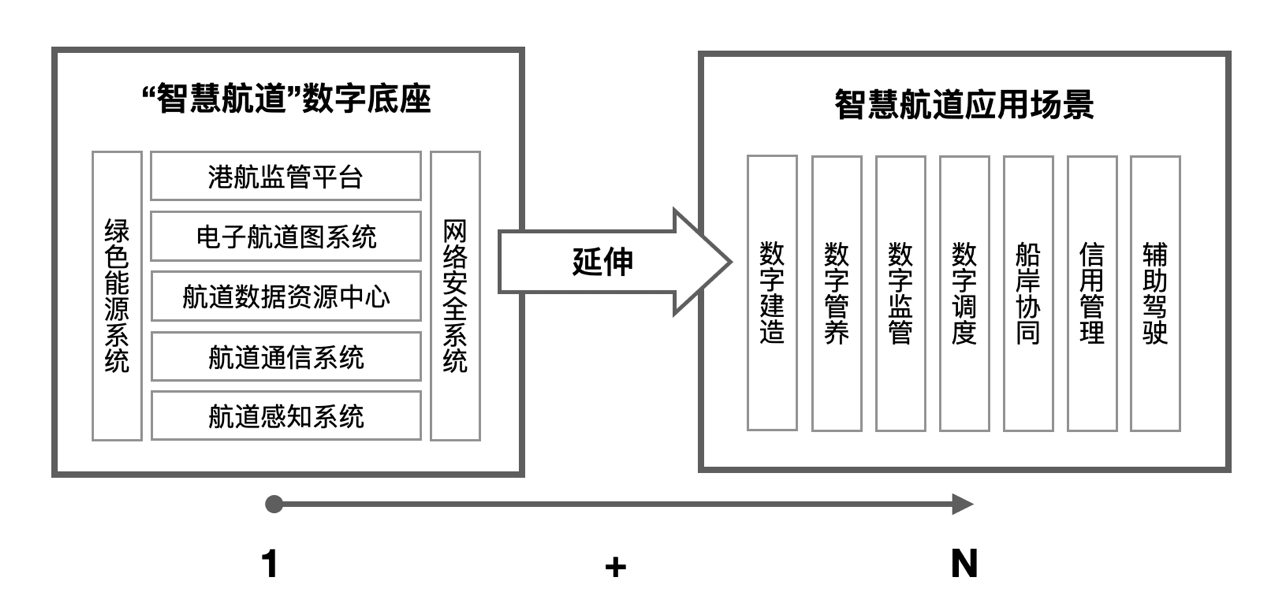 “智慧航道”数字底座
绿色能源系统
港航监管平台
电子航道图系统
航道数据资源中心
航道通信系统
航道感知系统
网络安全系统
延伸
智慧航道应用场景
数字建造
数字管养
数字监管
数字调度
船岸协同
信用管理
辅助驾驶
1 + N